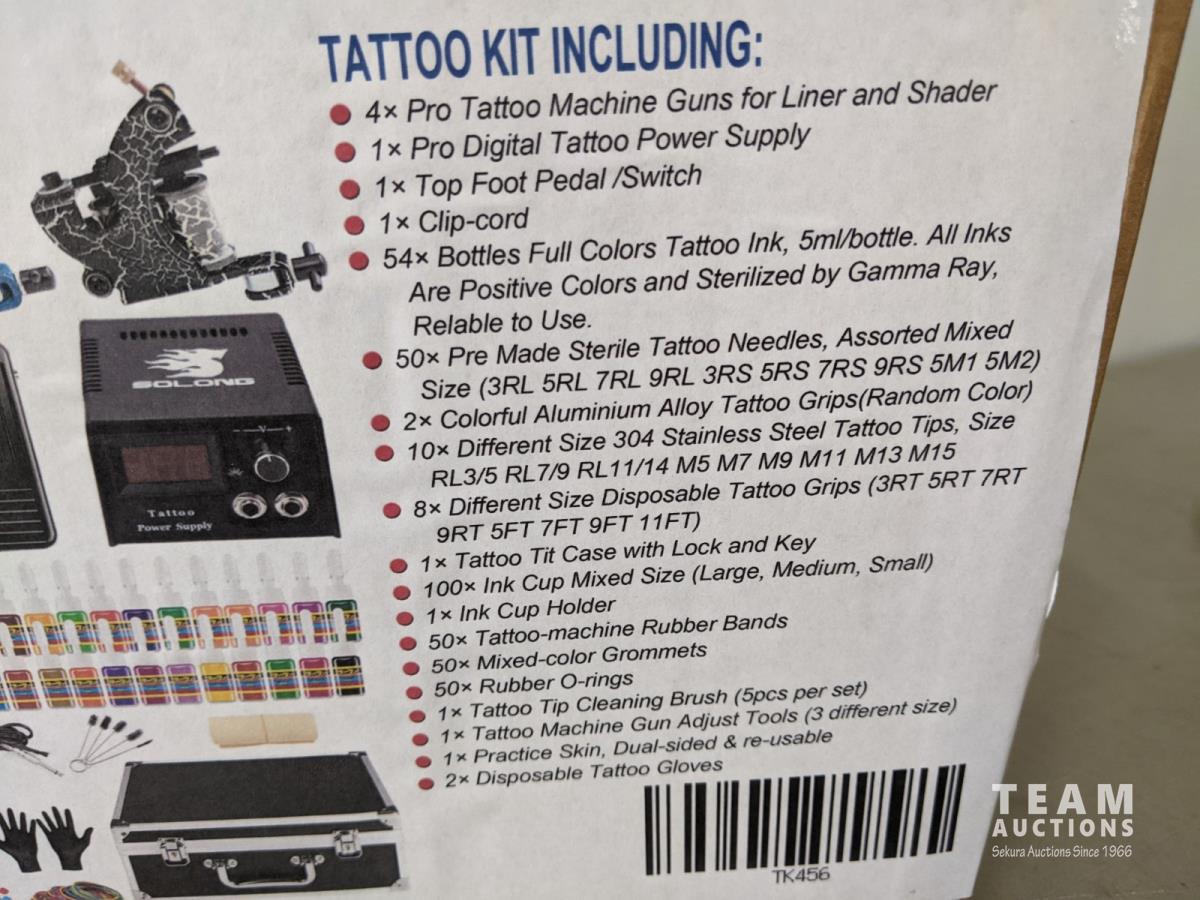 TATTOO KIT INCLUDING:
4× Pro Tattoo Machine Guns for Liner and Shader
1× Pro Digital Tattoo Power Supply
1× Top Foot Pedal /Switch
1× Clip-cord
54× Bottles Full Colors Tattoo Ink, 5ml/bottle. All Inks
Are Positive Colors and Sterilized by Gamma Ray,
Relable to Use.
50× Pre Made Sterile Tattoo Needles, Assorted Mixed
Size (3RL 5RL 7RL 9RL 3RS 5RS 7RS 9RS 5M1 5M2)
2× Colorful Aluminium Alloy Tattoo Grips(Random Color)
10× Different Size 304 Stainless Steel Tattoo Tips, Size
RL3/5 RL7/9 RL11/14 M5 M7 M9 M11 M13 M15
8× Different Size Disposable Tattoo Grips (3RT 5RT 7RT
9RT 5FT 7FT 9FT 11FT)
1× Tattoo Tit Case with Lock and Key
100× Ink Cup Mixed Size (Large, Medium, Small)
1× Ink Cup Holder
50× Tattoo-machine Rubber Bands
50× Mixed-color Grommets
50× Rubber O-rings
1× Tattoo Tip Cleaning Brush (5pcs per set)
1× Tattoo Machine Gun Adjust Tools (3 different size)
1× Practice Skin, Dual-sided & re-usable
2× Disposable Tattoo Gloves
SOLONG
− V +
Tattoo
Power Supply
TK456
TEAM
AUCTIONS
Sekura Auctions Since 1966